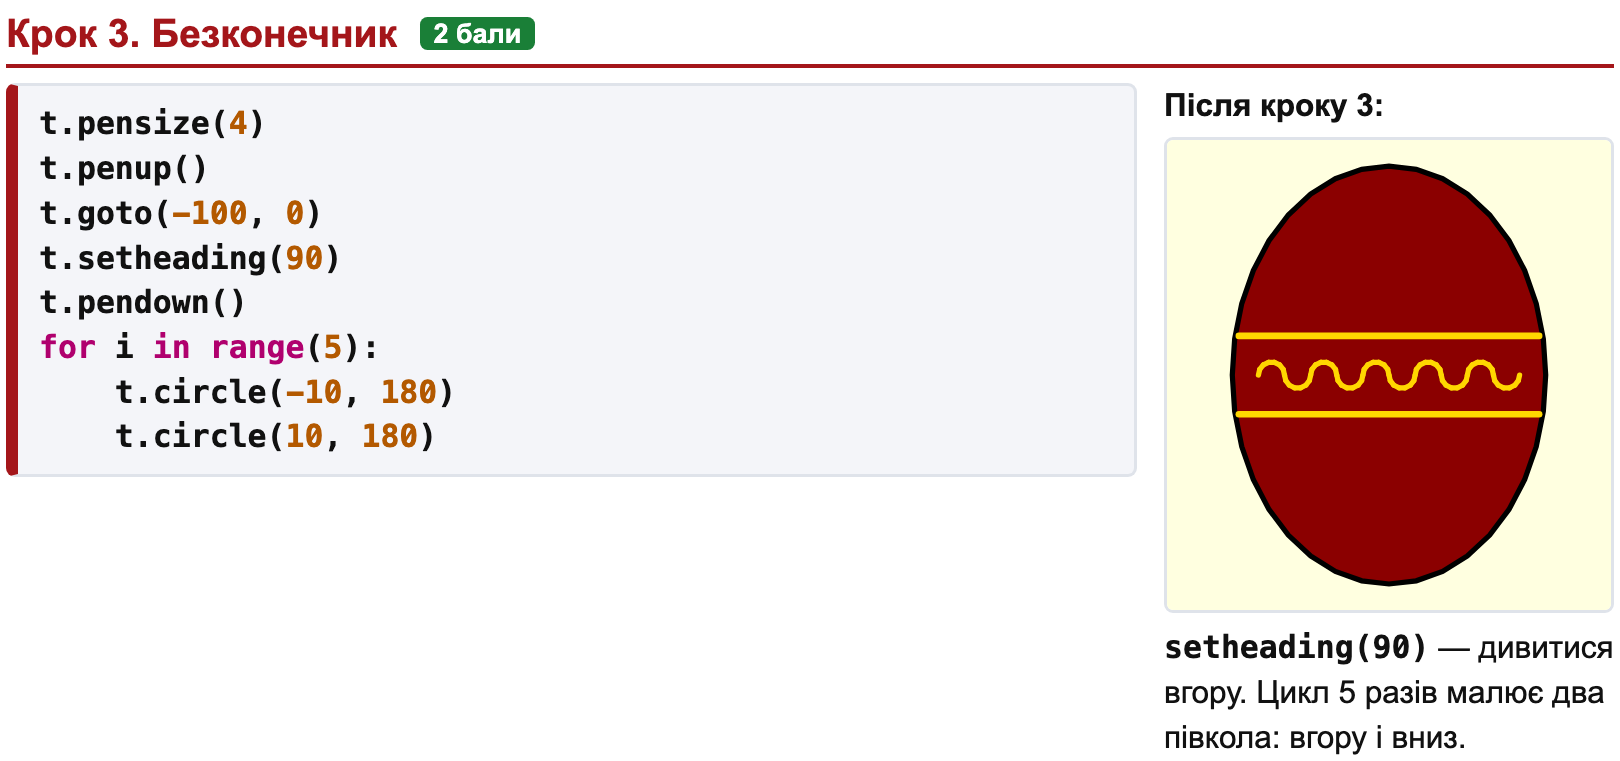 Крок 3. Безконечник 2 бали
t.pensize(4)
t.penup()
t.goto(-100, 0)
t.setheading(90)
t.pendown()
for i in range(5):
    t.circle(-10, 180)
    t.circle(10, 180)
Після кроку 3:
setheading(90) — дивитися
вгору. Цикл 5 разів малює два
півкола: вгору і вниз.